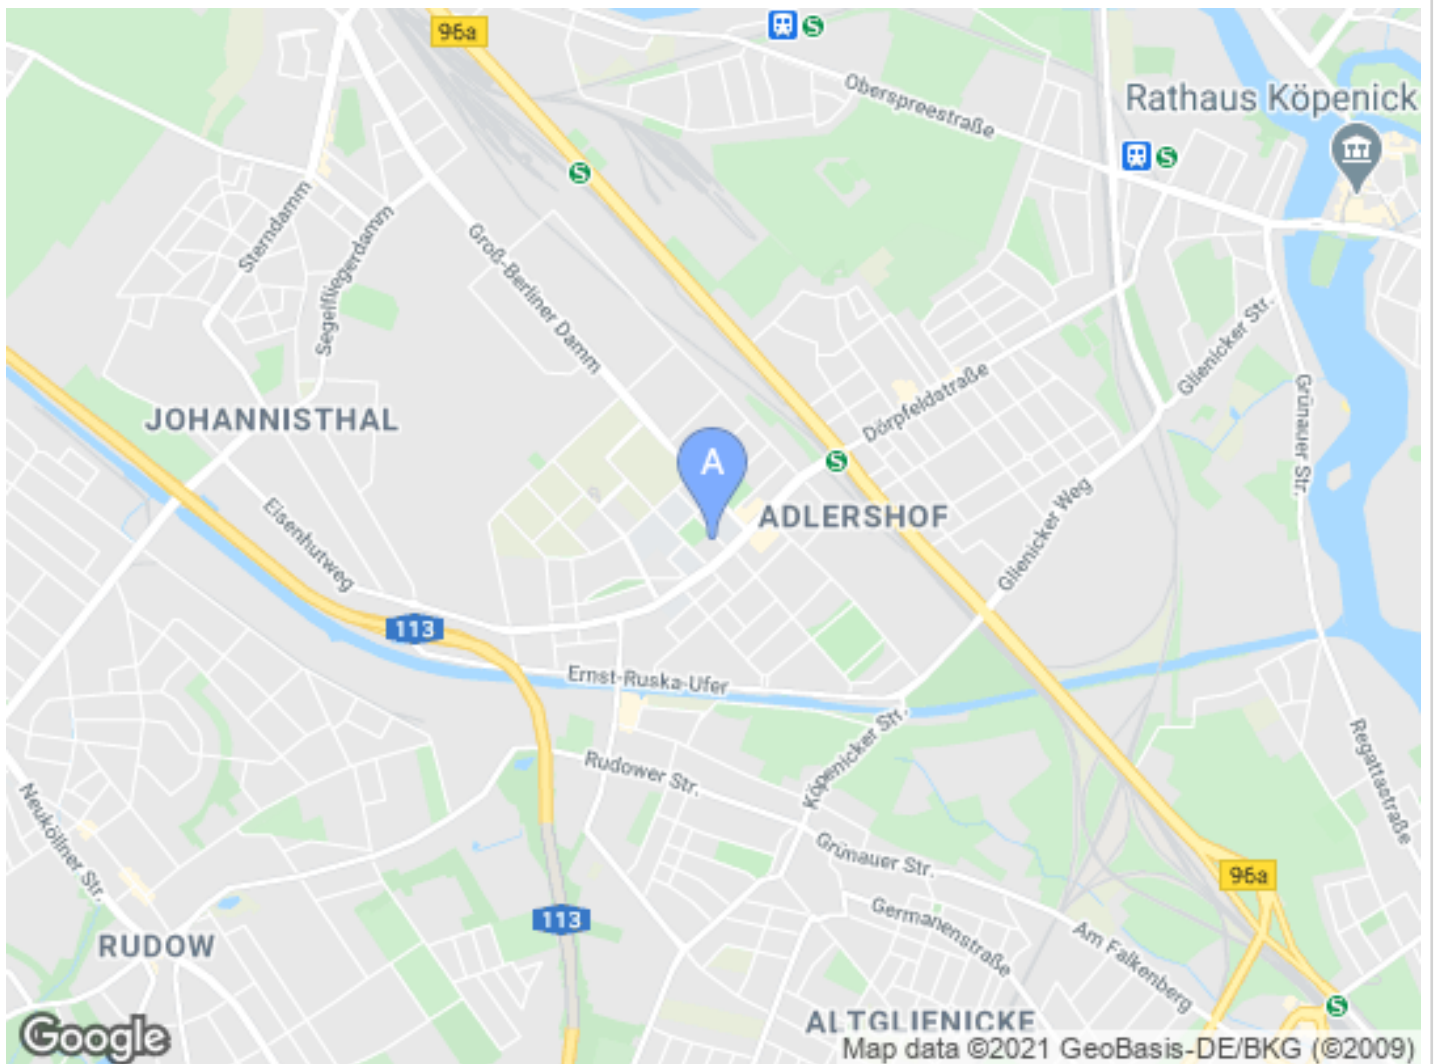 96a
S
Oberspreestraße
Rathaus Köpenick
S
S
Sterndamm
Segelfliegerdamm
Groß-Berliner Damm
Glienicker Str.
Grünauer Str.
Dörpfeldstraße
JOHANNISTHAL
A
S
ADLERSHOF
Glienicker Weg
Eisenhutweg
113
Ernst-Ruska-Ufer
Köpenicker Str.
Rudower Str.
Regattastraße
Neuköllner Str.
Grünauer Str.
96a
113
Germanenstraße
Am Falkenberg
RUDOW
S
ALTGLIENICKE
Google
Map data ©2021 GeoBasis-DE/BKG (©2009)